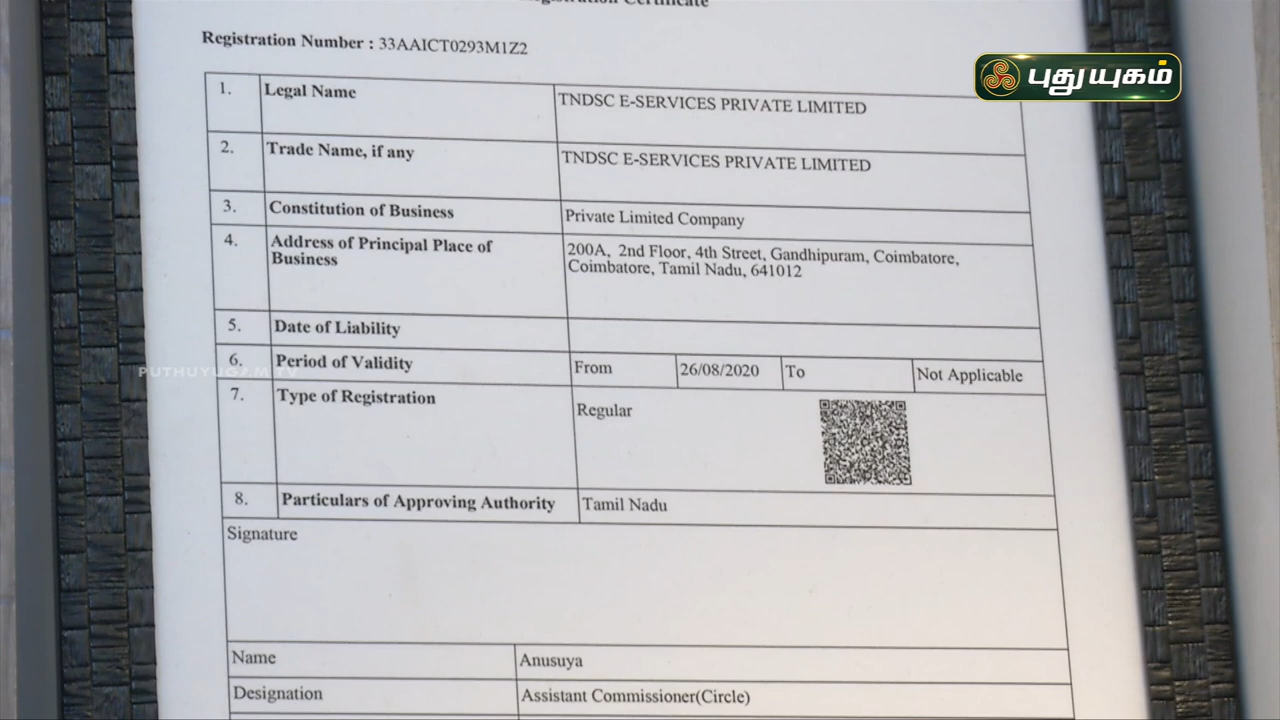 Registration Certificate
Registration Number : 33AAICT0293M1Z2
புதுயுகம்
1. Legal Name TNDSC E-SERVICES PRIVATE LIMITED
2. Trade Name, if any TNDSC E-SERVICES PRIVATE LIMITED
3. Constitution of Business Private Limited Company
4. Address of Principal Place of
Business
200A, 2nd Floor, 4th Street, Gandhipuram, Coimbatore,
Coimbatore, Tamil Nadu, 641012
5. Date of Liability
6. Period of Validity From 26/08/2020 To Not Applicable
PUTHUYUGAM TV
7. Type of Registration Regular
8. Particulars of Approving Authority Tamil Nadu
Signature
Name Anusuya
Designation Assistant Commissioner(Circle)